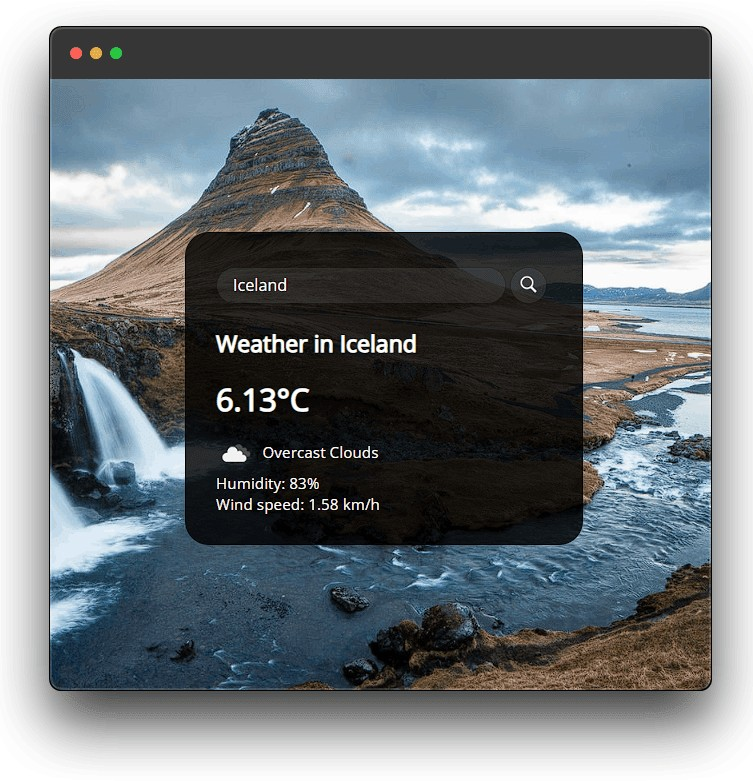 Iceland
Weather in Iceland
6.13°C
Overcast Clouds
Humidity: 83%
Wind speed: 1.58 km/h